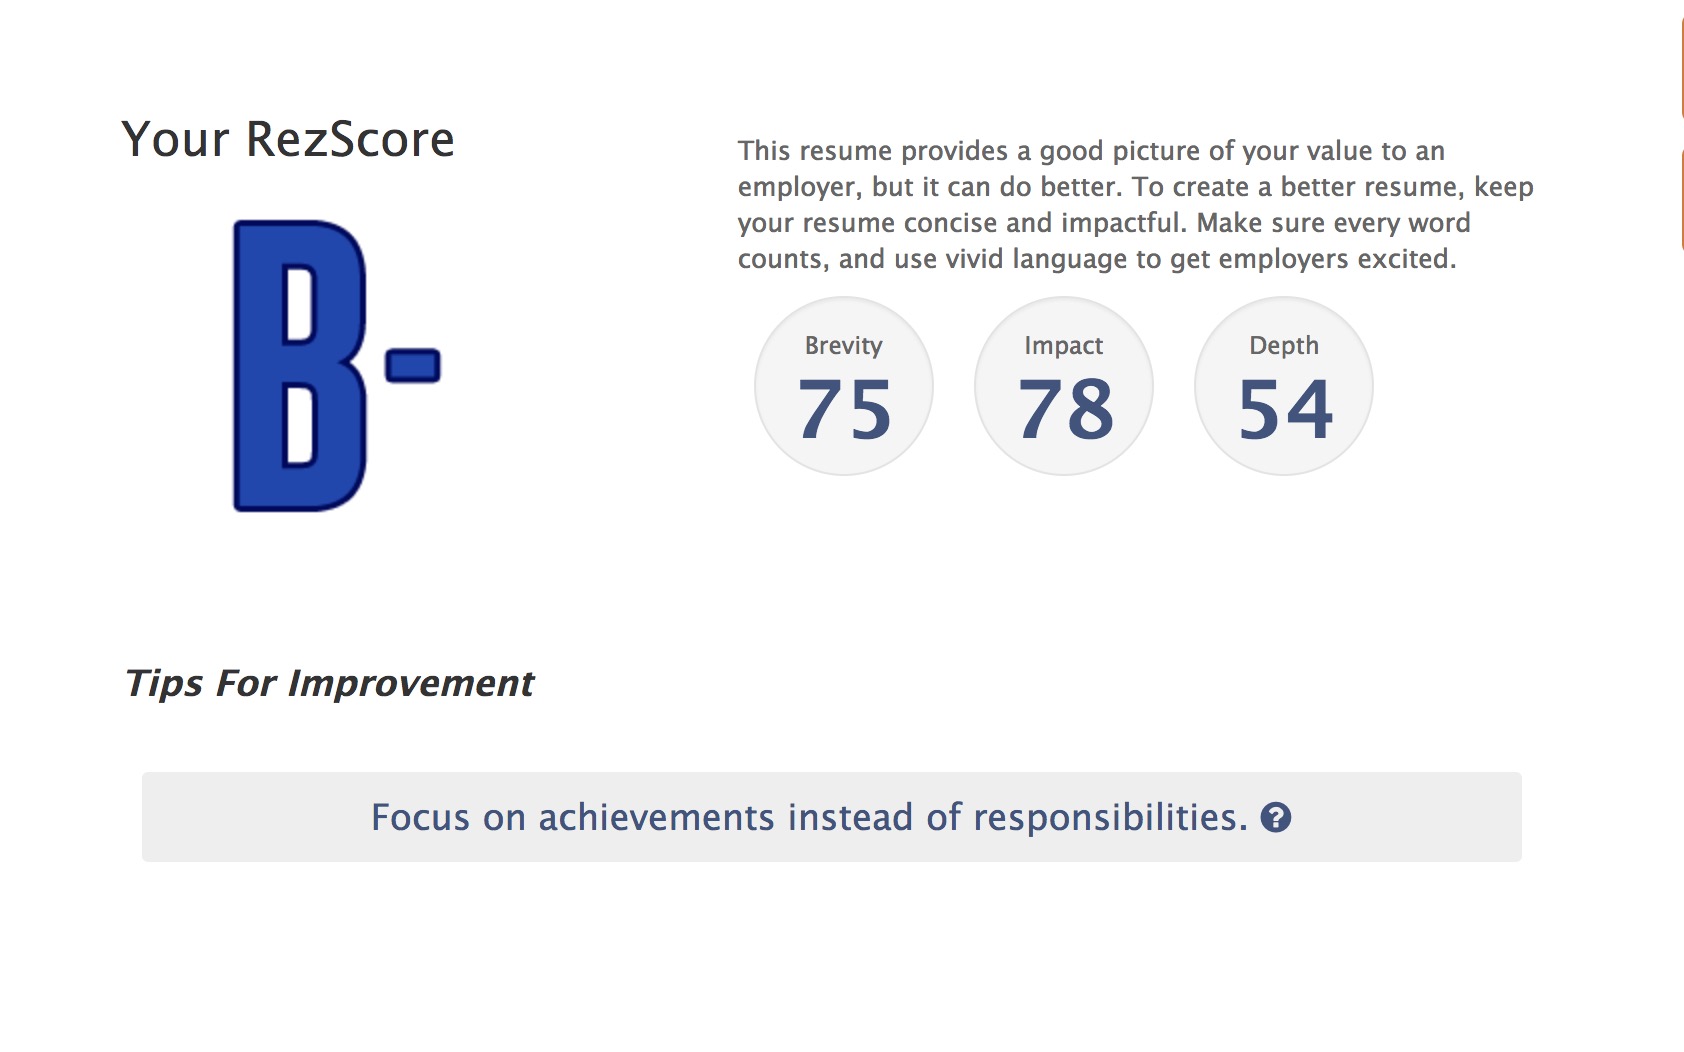 Your RezScore
B-
This resume provides a good picture of your value to an
employer, but it can do better. To create a better resume, keep
your resume concise and impactful. Make sure every word
counts, and use vivid language to get employers excited.
Brevity
75
Impact
78
Depth
54
Tips For Improvement
Focus on achievements instead of responsibilities. ?